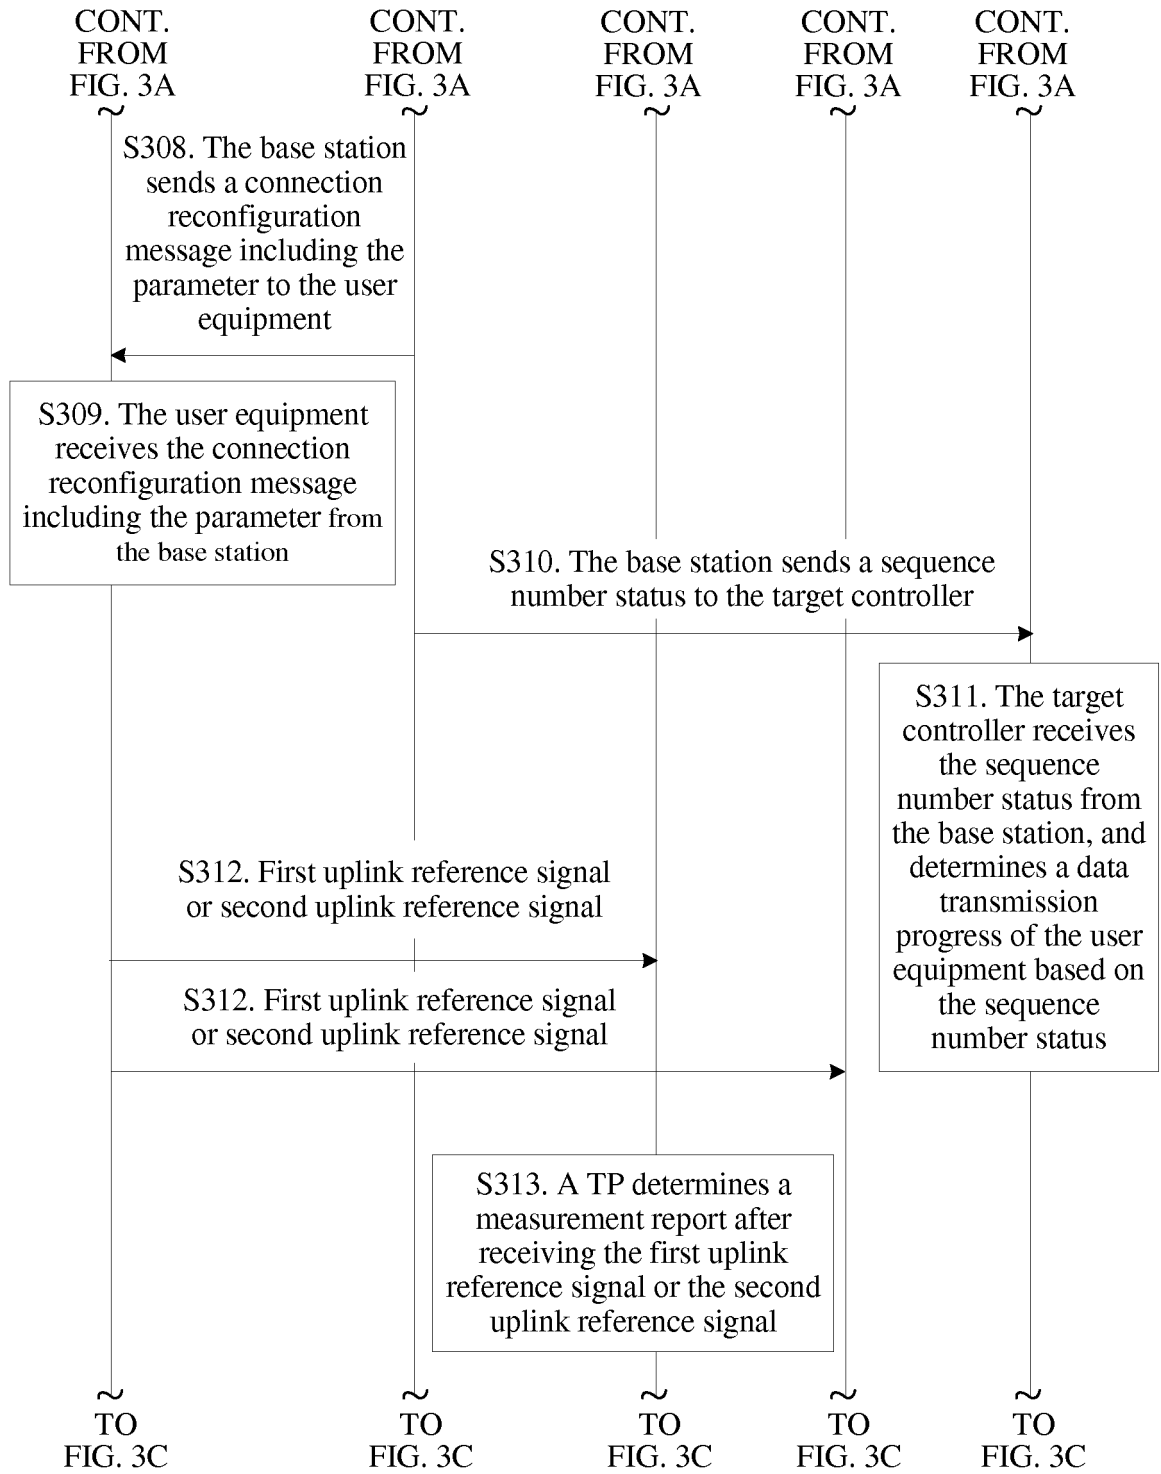 CONT. CONT. CONT. CONT. CONT.
FROM FROM FROM FROM FROM
FIG. 3A FIG. 3A FIG. 3A FIG. 3A FIG. 3A
S308. The base station
sends a connection
reconfiguration
message including the
parameter to the user
equipment
S309. The user equipment
receives the connection
reconfiguration message
including the parameter from
the base station
S310. The base station sends a sequence
number status to the target controller
S311. The target
controller receives
the sequence
number status from
the base station, and
determines a data
transmission
progress of the user
equipment based on
the sequence
number status
S312. First uplink reference signal
or second uplink reference signal
S312. First uplink reference signal
or second uplink reference signal
S313. A TP determines a
measurement report after
receiving the first uplink
reference signal or the second
uplink reference signal
TO TO TO TO TO
FIG. 3C FIG. 3C FIG. 3C FIG. 3C FIG. 3C